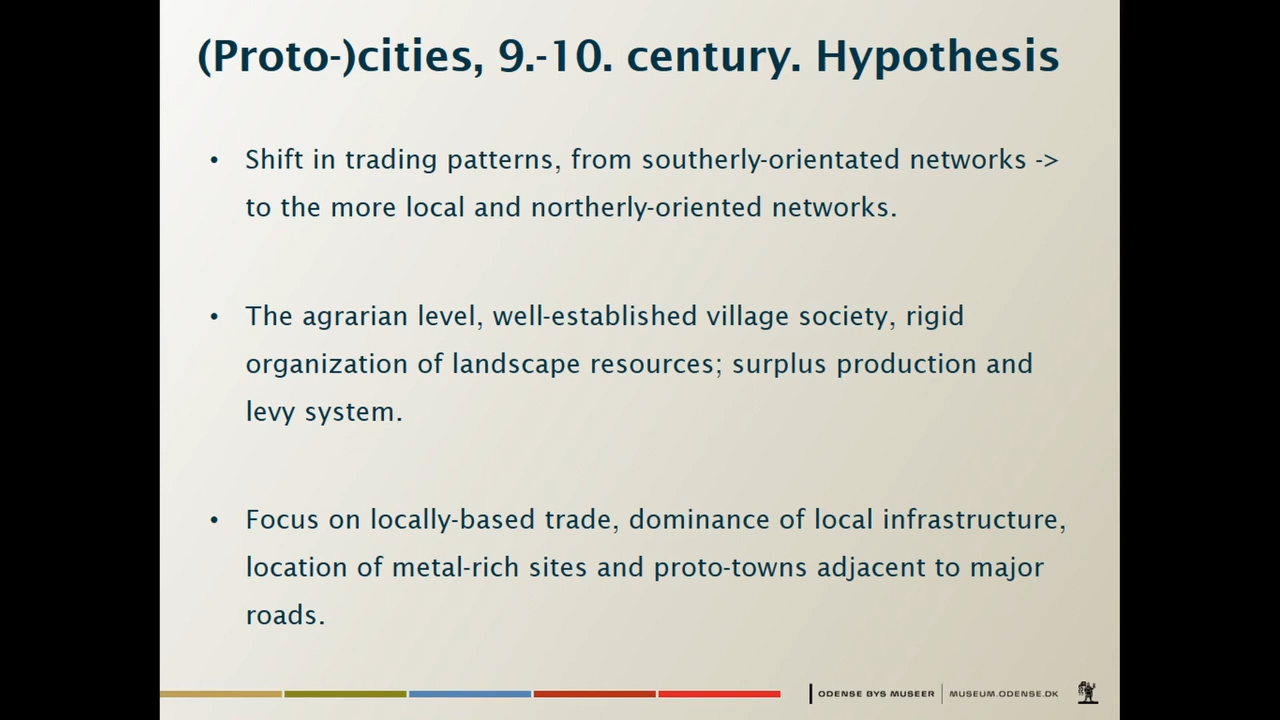 (Proto-)cities, 9.-10. century. Hypothesis
• Shift in trading patterns, from southerly-orientated networks ->
to the more local and northerly-oriented networks.
• The agrarian level, well-established village society, rigid
organization of landscape resources; surplus production and
levy system.
• Focus on locally-based trade, dominance of local infrastructure,
location of metal-rich sites and proto-towns adjacent to major
roads.
ODENSE BYS MUSEER | MUSEUM.ODENSE.DK